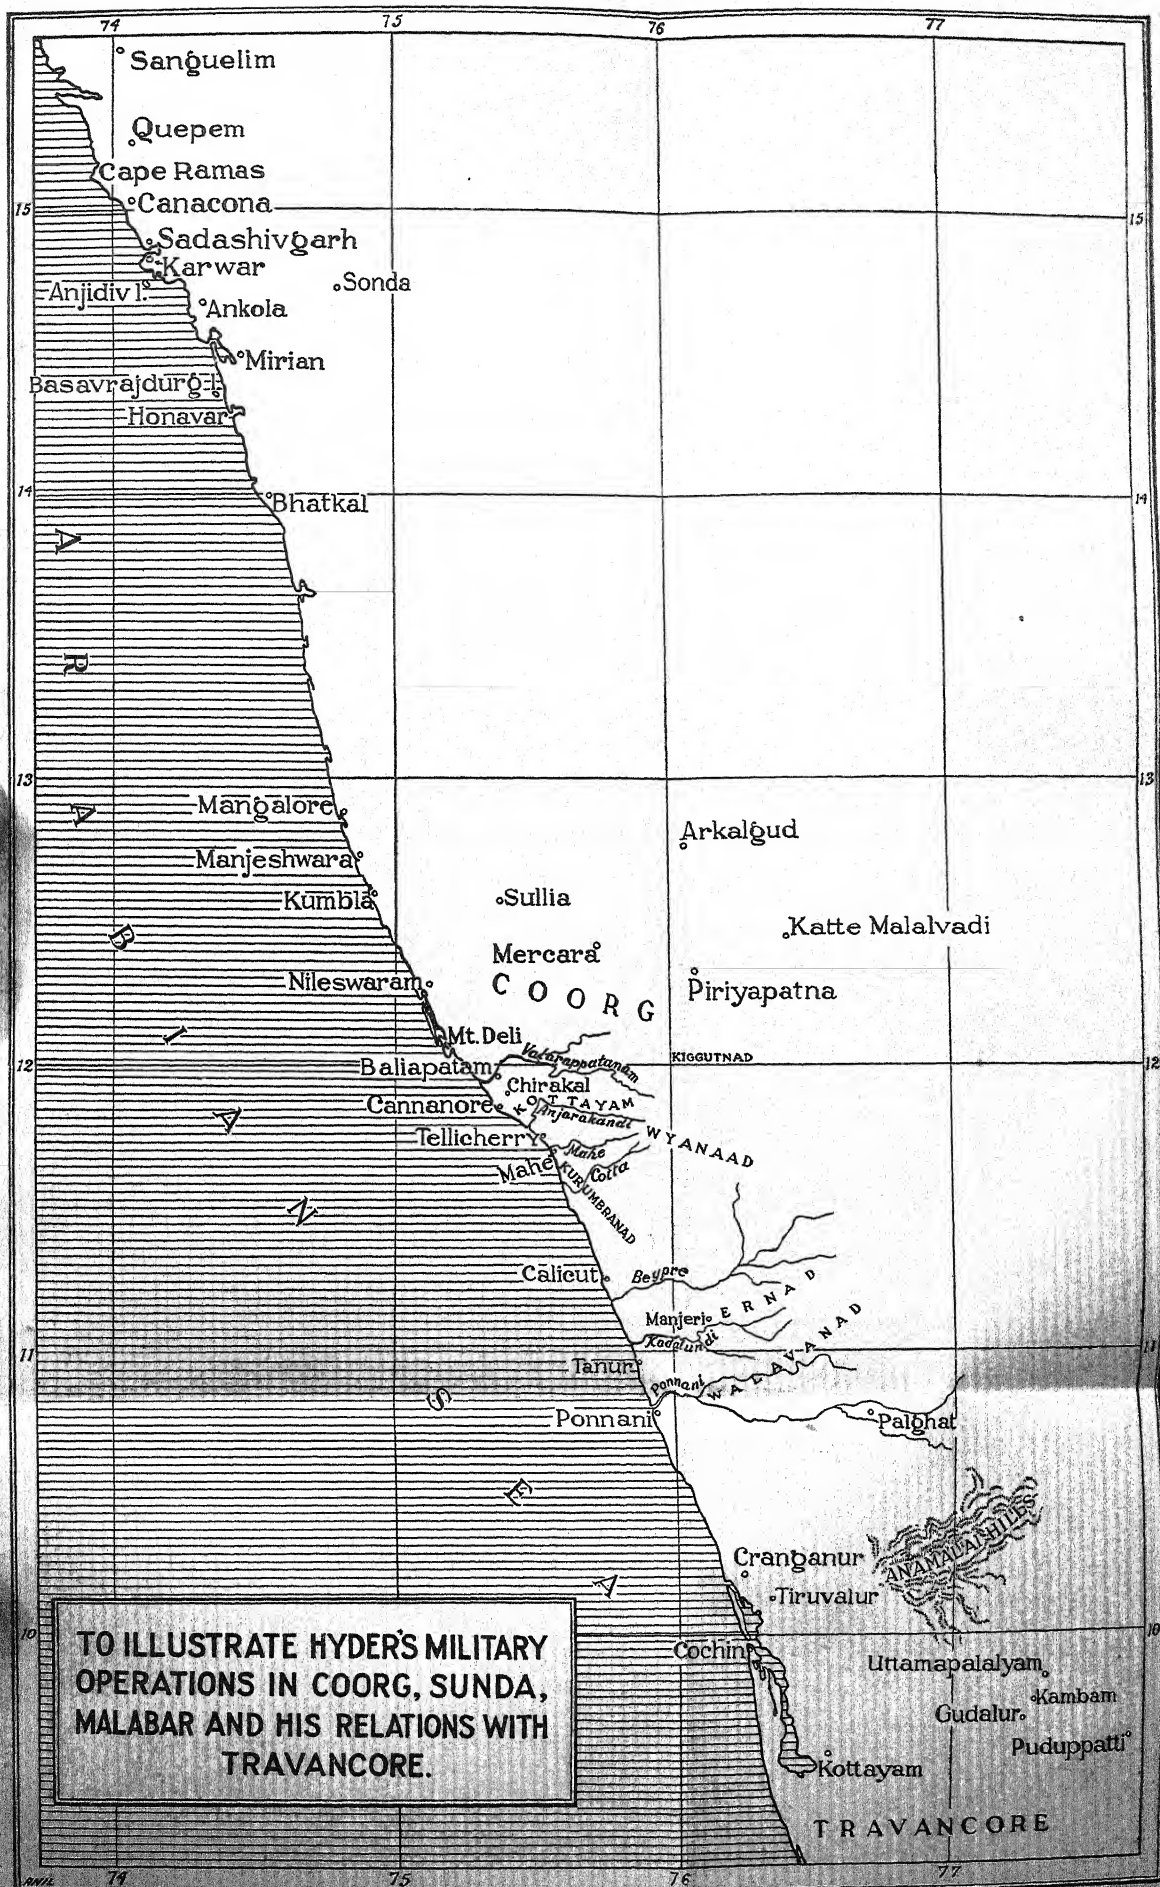 74 75 76 77
Sanguelim
Quepem
Cape Ramas
15 Canacona 15
Sadashivgarh
Karwar
Anjidiv I.
Sonda
Ankola
Mirian
Basavrajdurg I.
Honavar
14 14
Bhatkal
13 13
Mangalore
Arkalgud
Manjeshwara
Kumbla
Sullia
Katte Malalvadi
Mercara
COORG
Nileswaram
Piriyapatna
Mt. Deli
Valarappatanam
KIGGUTNAD
12 12
Baliapatam
Chirakal
KOTTAYAM
Cannanore
Anjarakandi
Tellicherry
WYANAAD
Mahe
Mahe
Cotta
KURUMBRANAD
Calicut
Beypre
ERNAD
Manjeri
Kadalundi
11 11
Tanur
WALAVANAD
Ponnani
Ponnani
Palghat
ARABIAN SEA
ANAMALAI HILLS
Cranganur
Tiruvalur
10 10
Cochin
Uttamapalalyam
Kambam
Gudalur
Puduppatti
Kottayam
TRAVANCORE
TO ILLUSTRATE HYDER'S MILITARY
OPERATIONS IN COORG, SUNDA,
MALABAR AND HIS RELATIONS WITH
TRAVANCORE.
ANIL
74 75 76 77